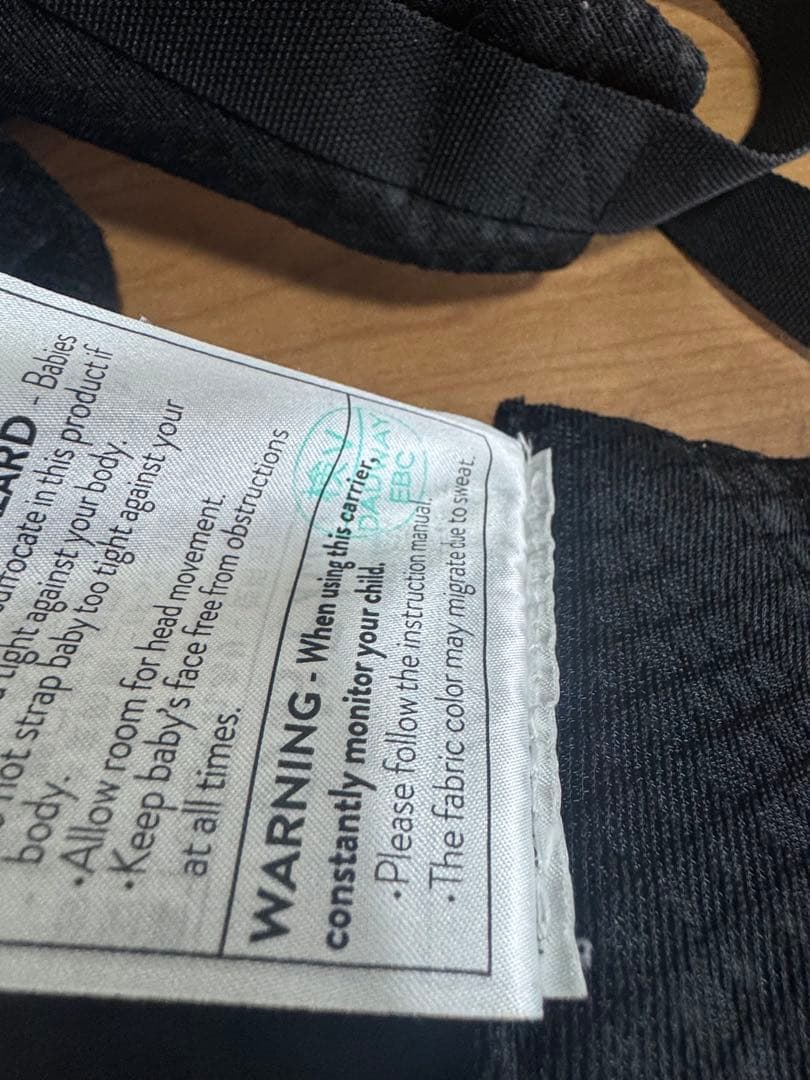 - Babies
in this product if
tight against your body.
not strap baby too tight against your
body.
•Allow room for head movement.
•Keep baby's face free from obstructions
at all times.
WARNING - When using this carrier,
constantly monitor your child.
•Please follow the instruction manual.
•The fabric color may migrate due to sweat.
DADWAY
EBC